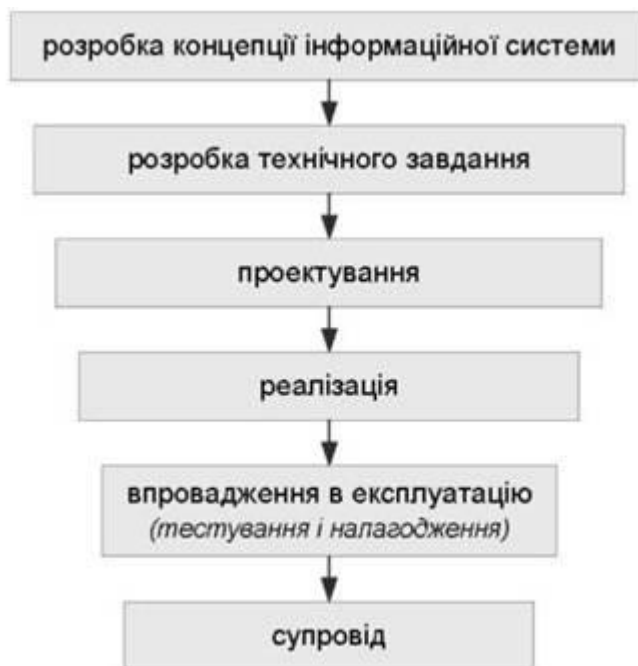 розробка концепції інформаційної системи
розробка технічного завдання
проектування
реалізація
впровадження в експлуатацію
(тестування і налагодження)
супровід